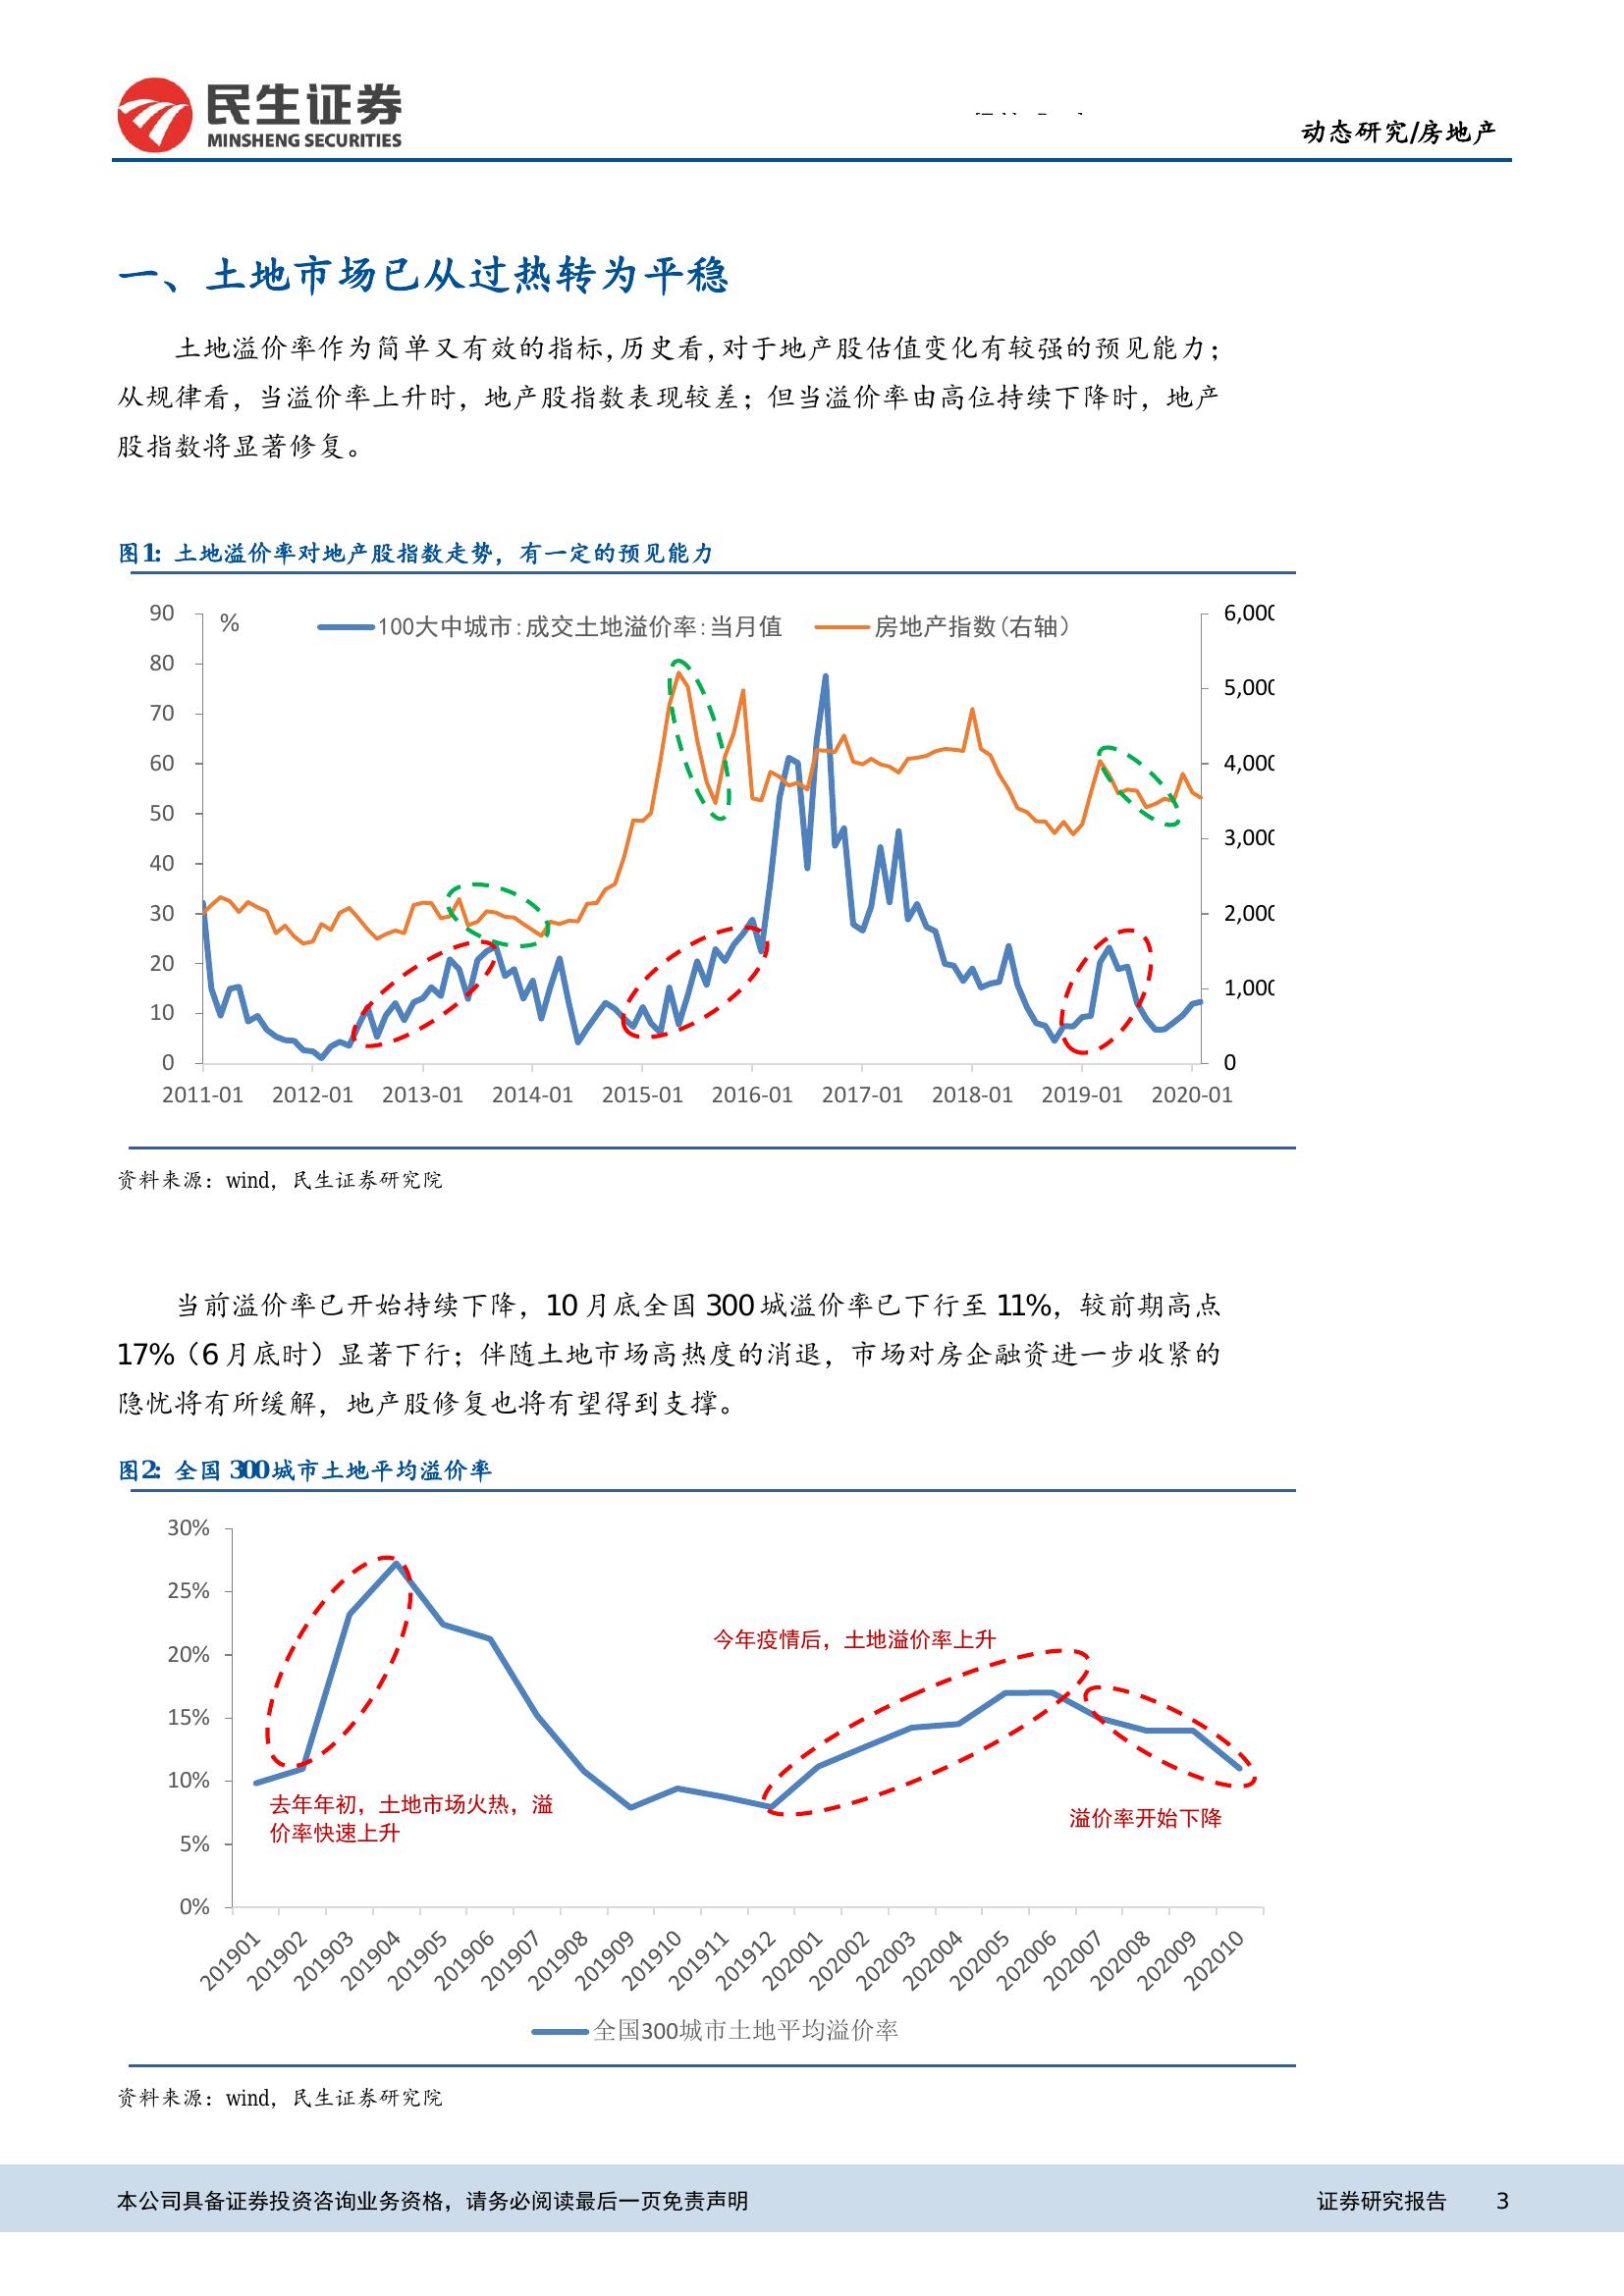 民生证券
MINSHENG SECURITIES
动态研究/房地产
一、土地市场已从过热转为平稳
土地溢价率作为简单又有效的指标,历史看,对于地产股估值变化有较强的预见能力；
从规律看，当溢价率上升时，地产股指数表现较差；但当溢价率由高位持续下降时，地产
股指数将显著修复。
图1: 土地溢价率对地产股指数走势，有一定的预见能力
%
100大中城市:成交土地溢价率:当月值
房地产指数(右轴）
90
80
70
60
50
40
30
20
10
0
6,000
5,000
4,000
3,000
2,000
1,000
0
2011-01 2012-01 2013-01 2014-01 2015-01 2016-01 2017-01 2018-01 2019-01 2020-01
资料来源：wind，民生证券研究院
当前溢价率已开始持续下降，10 月底全国 300 城溢价率已下行至 11%，较前期高点
17%（6 月底时）显著下行；伴随土地市场高热度的消退，市场对房企融资进一步收紧的
隐忧将有所缓解，地产股修复也将有望得到支撑。
图2: 全国 300 城市土地平均溢价率
30%
25%
20%
15%
10%
5%
0%
今年疫情后，土地溢价率上升
去年年初，土地市场火热，溢
价率快速上升
溢价率开始下降
201901 201902 201903 201904 201905 201906 201907 201908 201909 201910 201911 201912 202001 202002 202003 202004 202005 202006 202007 202008 202009 202010
全国300城市土地平均溢价率
资料来源：wind，民生证券研究院
本公司具备证券投资咨询业务资格，请务必阅读最后一页免责声明
证券研究报告 3